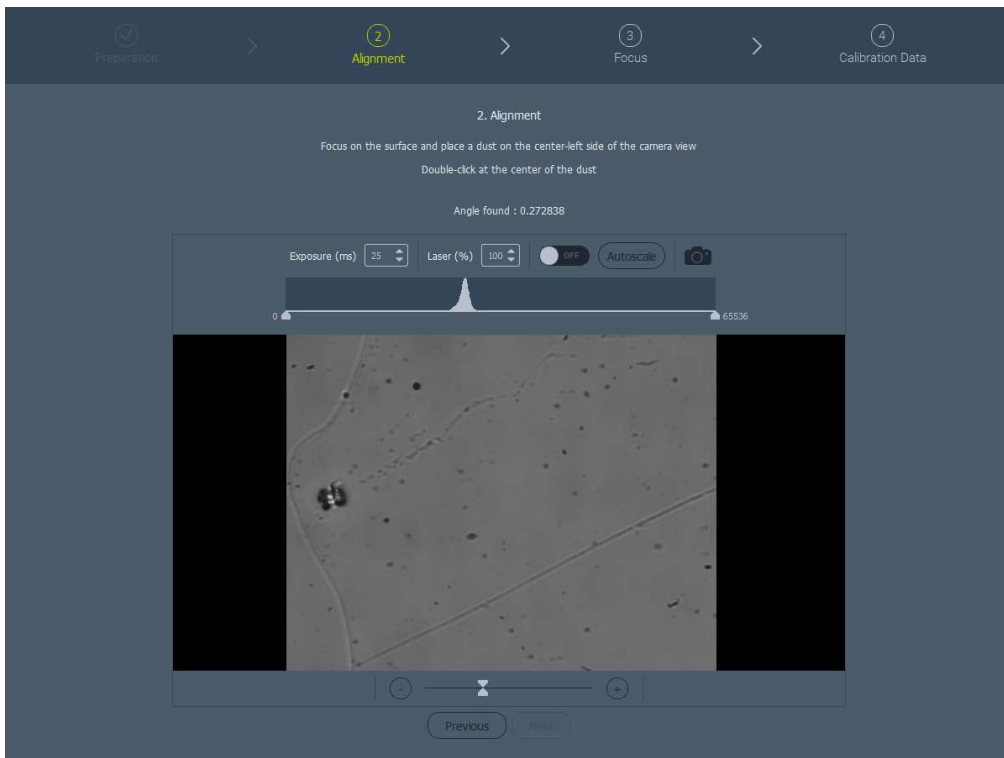 Preparation
2
Alignment
3
Focus
4
Calibration Data
2. Alignment
Focus on the surface and place a dust on the center-left side of the camera view
Double-click at the center of the dust
Angle found : 0.272838
Exposure (ms) 25 Laser (%) 100 OFF Autoscale
0 65536
- +
Previous Next